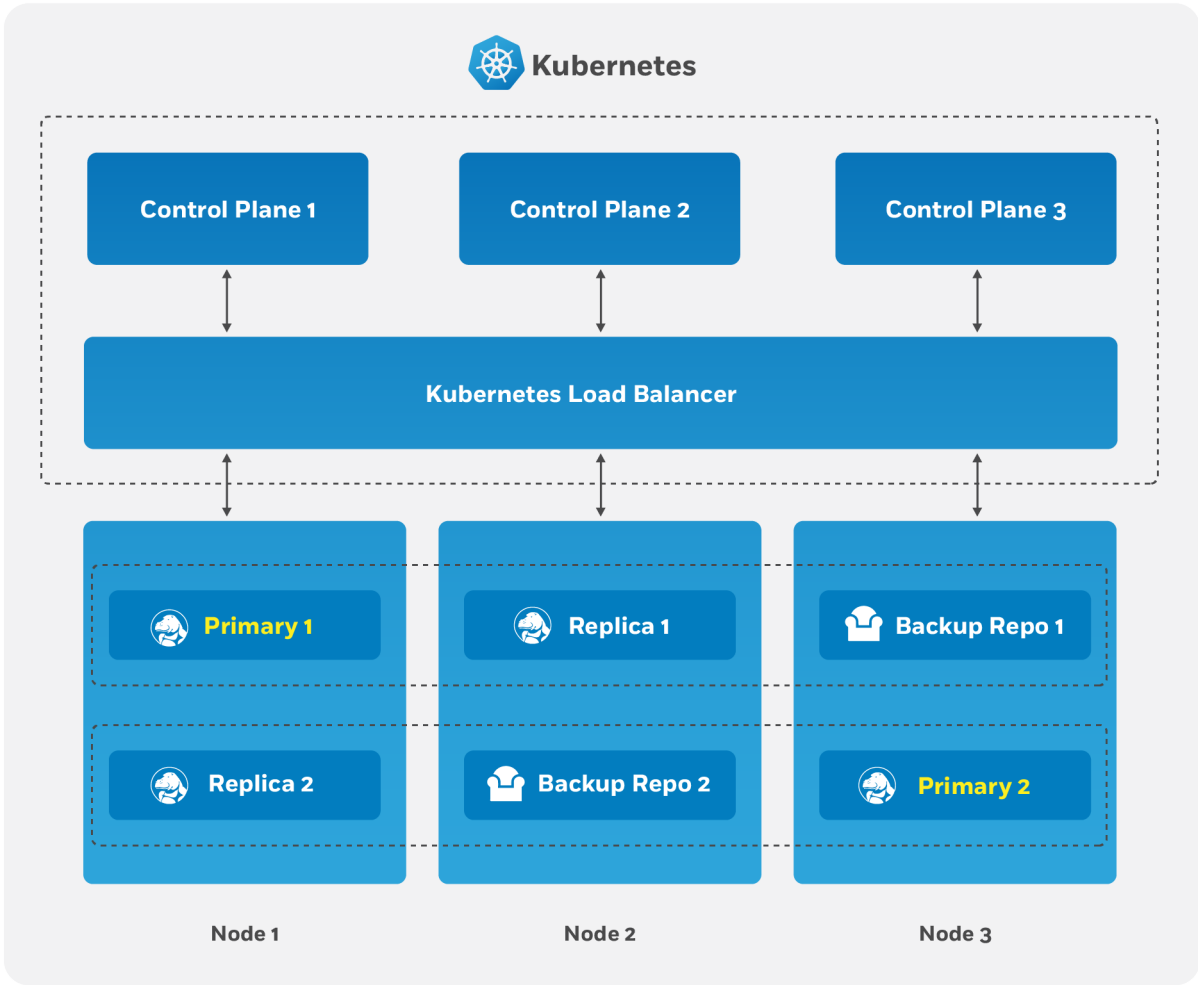 Kubernetes
Control Plane 1
Control Plane 2
Control Plane 3
Kubernetes Load Balancer
Primary 1
Replica 1
Backup Repo 1
Replica 2
Backup Repo 2
Primary 2
Node 1
Node 2
Node 3